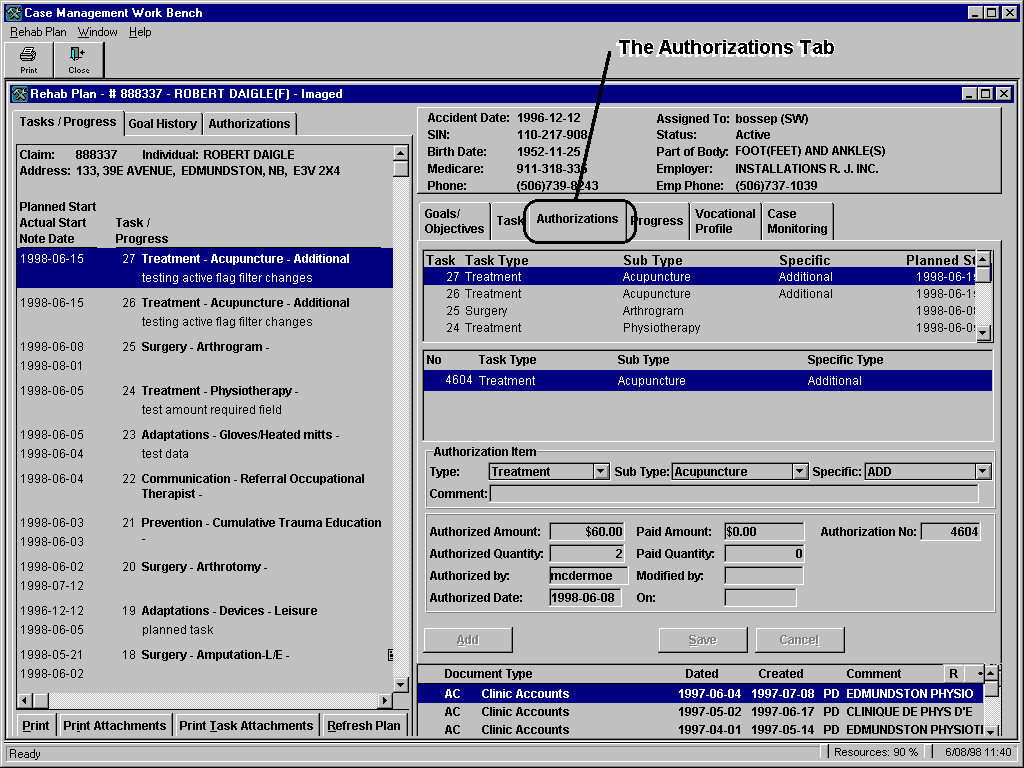 Case Management Work Bench
Rehab Plan Window Help
Print Close
The Authorizations Tab
Rehab Plan - # 888337 - ROBERT DAIGLE(F) - Imaged
Tasks / Progress Goal History Authorizations
Claim: 888337 Individual: ROBERT DAIGLE
Address: 133, 39E AVENUE, EDMUNDSTON, NB, E3V 2X4
Planned Start
Actual Start Task /
Note Date Progress
1998-06-15 27 Treatment - Acupuncture - Additional
testing active flag filter changes
1998-06-15 26 Treatment - Acupuncture - Additional
testing active flag filter changes
1998-06-08 25 Surgery - Arthrogram -
1998-08-01
1998-06-05 24 Treatment - Physiotherapy -
test amount required field
1998-06-05 23 Adaptations - Gloves/Heated mitts -
1998-06-04 test data
1998-06-04 22 Communication - Referral Occupational
Therapist -
1998-06-03 21 Prevention - Cumulative Trauma Education
1998-06-03 -
1998-06-02 20 Surgery - Arthrotomy -
1998-07-12
1996-12-12 19 Adaptations - Devices - Leisure
1998-06-05 planned task
1998-05-21 18 Surgery - Amputation-L/E -
1998-06-02
Print Print Attachments Print Task Attachments Refresh Plan
Accident Date: 1996-12-12 Assigned To: bossep (SW)
SIN: 110-217-908 Status: Active
Birth Date: 1952-11-25 Part of Body: FOOT(FEET) AND ANKLE(S)
Medicare: 911-318-335 Employer: INSTALLATIONS R. J. INC.
Phone: (506)739-8243 Emp Phone: (506)737-1039
Goals/ Objectives Task Authorizations Progress Vocational Profile Case Monitoring
Task Task Type Sub Type Specific Planned St
27 Treatment Acupuncture Additional 1998-06-15
26 Treatment Acupuncture Additional 1998-06-15
25 Surgery Arthrogram 1998-06-08
24 Treatment Physiotherapy 1998-06-05
No Task Type Sub Type Specific Type
4604 Treatment Acupuncture Additional
Authorization Item
Type: Treatment Sub Type: Acupuncture Specific: ADD
Comment:
Authorized Amount: $60.00 Paid Amount: $0.00 Authorization No: 4604
Authorized Quantity: 2 Paid Quantity: 0
Authorized by: mcdermoe Modified by:
Authorized Date: 1998-06-08 On:
Add Save Cancel
Document Type Dated Created Comment R
AC Clinic Accounts 1997-06-04 1997-07-08 PD EDMUNDSTON PHYSIO
AC Clinic Accounts 1997-05-02 1997-06-17 PD CLINIQUE DE PHYS D'E
AC Clinic Accounts 1997-04-01 1997-05-14 PD EDMUNDSTON PHYSIOTI
Ready Resources: 90 % 6/08/98 11:40